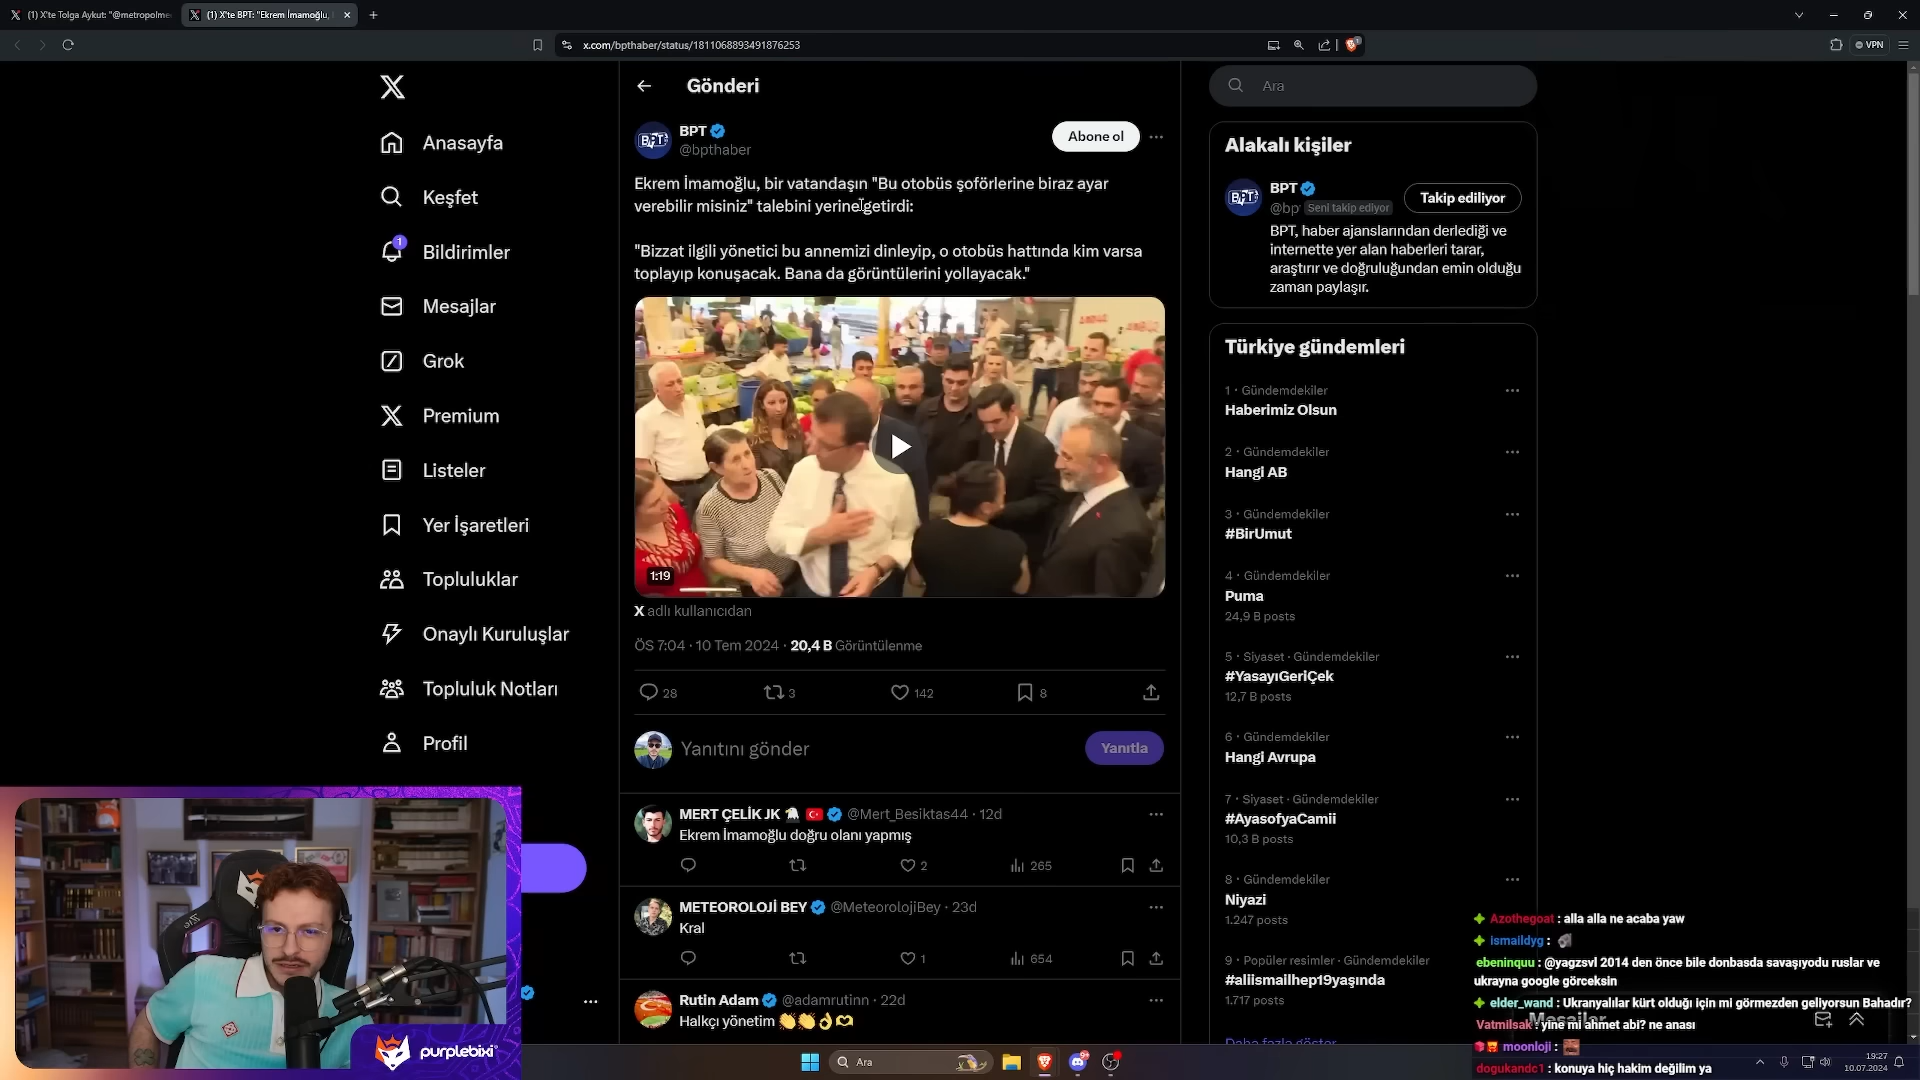 (1) X'te Tolga Aykut: "@metropolme
(1) X'te BPT: "Ekrem İmamoğlu,
x.com/bpthaber/status/1811068893491876253
VPN
Anasayfa
Keşfet
1
Bildirimler
Mesajlar
Grok
Premium
Listeler
Yer İşaretleri
Topluluklar
Onaylı Kuruluşlar
Topluluk Notları
Profil
purplebixi
Gönderi
BPT
BPT
@bpthaber
Abone ol
Ekrem İmamoğlu, bir vatandaşın "Bu otobüs şoförlerine biraz ayar
verebilir misiniz" talebini yerine getirdi:
"Bizzat ilgili yönetici bu annemizi dinleyip, o otobüs hattında kim varsa
toplayıp konuşacak. Bana da görüntülerini yollayacak."
1:19
X adlı kullanıcıdan
ÖS 7:04 · 10 Tem 2024 · 20,4 B Görüntülenme
28
3
142
8
Yanıtını gönder
Yanıtla
MERT ÇELİK JK @Mert_Besiktas44 · 12d
Ekrem İmamoğlu doğru olanı yapmış
2
265
METEOROLOJİ BEY @MeteorolojiBey · 23d
Kral
1
654
Rutin Adam @adamrutinn · 22d
Halkçı yönetim 👏👏👌🫶
Ara
Alakalı kişiler
BPT
BPT
@bp Seni takip ediyor
Takip ediliyor
BPT, haber ajanslarından derlediği ve
internette yer alan haberleri tarar,
araştırır ve doğruluğundan emin olduğu
zaman paylaşır.
Türkiye gündemleri
1 · Gündemdekiler
Haberimiz Olsun
2 · Gündemdekiler
Hangi AB
3 · Gündemdekiler
#BirUmut
4 · Gündemdekiler
Puma
24,9 B posts
5 · Siyaset · Gündemdekiler
#YasayıGeriÇek
12,7 B posts
6 · Gündemdekiler
Hangi Avrupa
7 · Siyaset · Gündemdekiler
#AyasofyaCamii
10,3 B posts
8 · Gündemdekiler
Niyazi
1.247 posts
9 · Popüler resimler · Gündemdekiler
#aliismailhep19yaşında
1.717 posts
Daha fazla göster
Mesajlar
Azothegoat : alla alla ne acaba yaw
ismaildyg :
ebeninquu : @yagzsvl 2014 den önce bile donbasda savaşıyodu ruslar ve
ukrayna google görceksin
elder_wand : Ukranyalılar kürt olduğı için mi görmezden geliyorsun Bahadır?
Vatmilsak : yine mi ahmet abi? ne anası
moonloji :
dogukandc1 : konuya hiç hakim değilim ya
Ara
19:27
10.07.2024